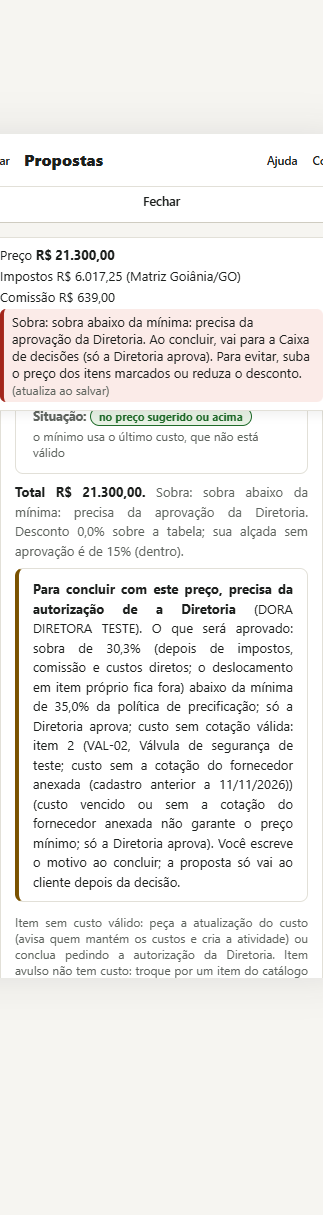 ar Propostas Ajuda Co
Fechar
Preço R$ 21.300,00
Impostos R$ 6.017,25 (Matriz Goiânia/GO)
Comissão R$ 639,00
Sobra: sobra abaixo da mínima: precisa da
aprovação da Diretoria. Ao concluir, vai para a Caixa
de decisões (só a Diretoria aprova). Para evitar, suba
o preço dos itens marcados ou reduza o desconto.
(atualiza ao salvar)
Situação: no preço sugerido ou acima
o mínimo usa o último custo, que não está
válido
Total R$ 21.300,00. Sobra: sobra abaixo da
mínima: precisa da aprovação da Diretoria.
Desconto 0,0% sobre a tabela; sua alçada sem
aprovação é de 15% (dentro).
Para concluir com este preço, precisa da
autorização de a Diretoria (DORA
DIRETORA TESTE). O que será aprovado:
sobra de 30,3% (depois de impostos,
comissão e custos diretos; o deslocamento
em item próprio fica fora) abaixo da mínima
de 35,0% da política de precificação; só a
Diretoria aprova; custo sem cotação válida:
item 2 (VAL-02, Válvula de segurança de
teste; custo sem a cotação do fornecedor
anexada (cadastro anterior a 11/11/2026))
(custo vencido ou sem a cotação do
fornecedor anexada não garante o preço
mínimo; só a Diretoria aprova). Você escreve
o motivo ao concluir; a proposta só vai ao
cliente depois da decisão.
Item sem custo válido: peça a atualização do custo
(avisa quem mantém os custos e cria a atividade) ou
conclua pedindo a autorização da Diretoria. Item
avulso não tem custo: troque por um item do catálogo